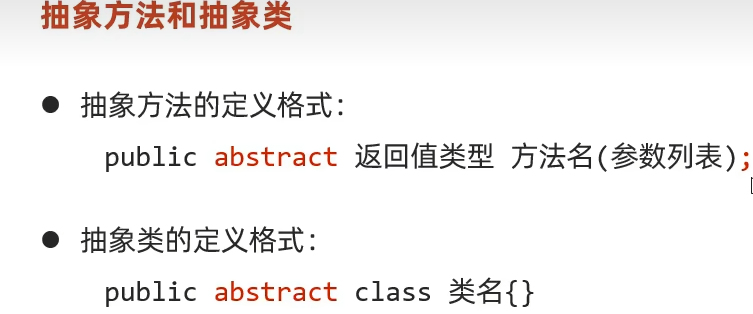 抽象方法和抽象类
● 抽象方法的定义格式:
public abstract 返回值类型 方法名(参数列表);
● 抽象类的定义格式:
public abstract class 类名{}